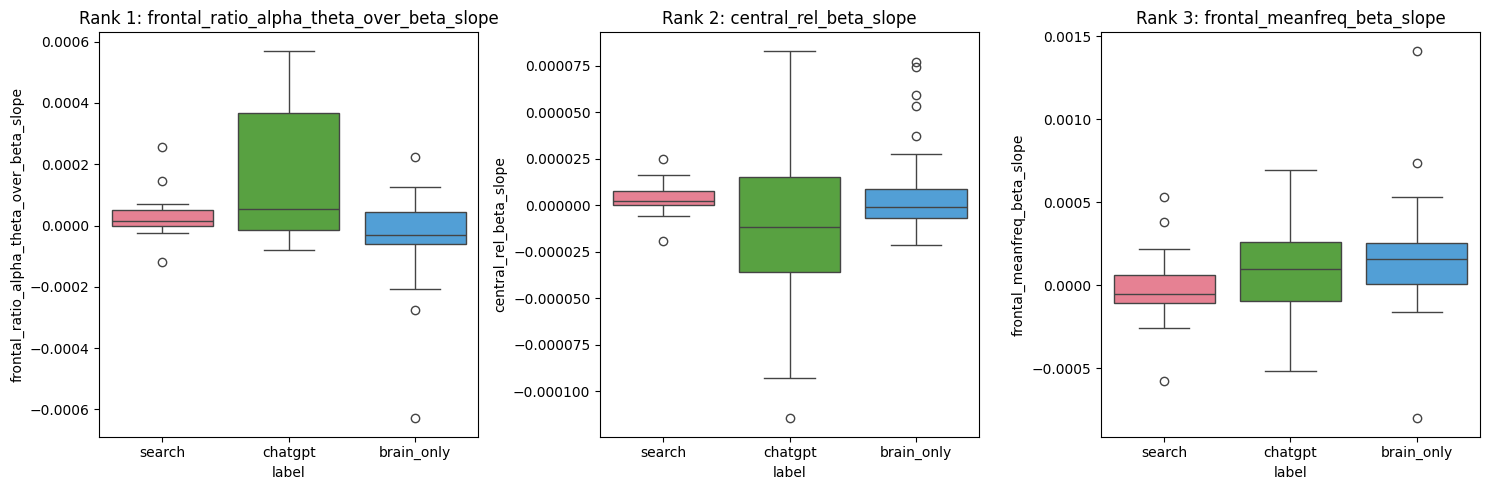 Rank 1: frontal_ratio_alpha_theta_over_beta_slope
frontal_ratio_alpha_theta_over_beta_slope
0.0006
0.0004
0.0002
0.0000
−0.0002
−0.0004
−0.0006
search chatgpt brain_only
label
Rank 2: central_rel_beta_slope
central_rel_beta_slope
0.000075
0.000050
0.000025
0.000000
−0.000025
−0.000050
−0.000075
−0.000100
search chatgpt brain_only
label
Rank 3: frontal_meanfreq_beta_slope
frontal_meanfreq_beta_slope
0.0015
0.0010
0.0005
0.0000
−0.0005
search chatgpt brain_only
label